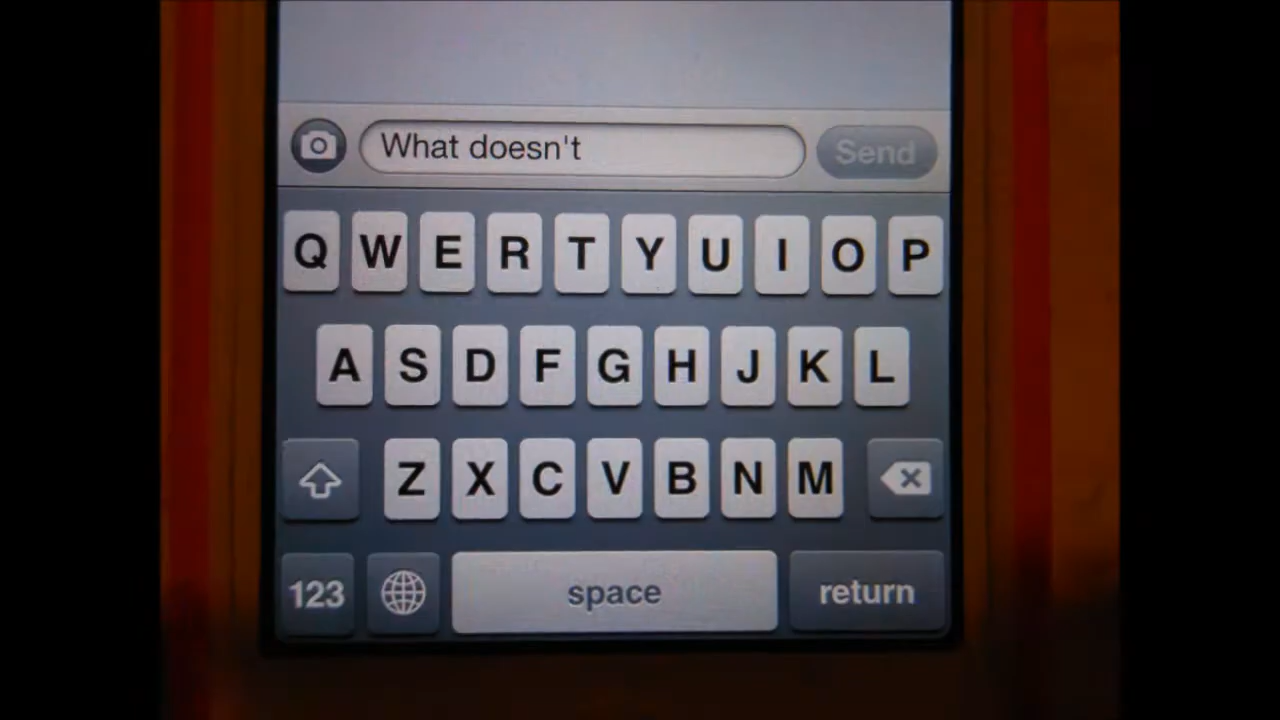 What doesn't
Send
Q W E R T Y U I O P
A S D F G H J K L
Z X C V B N M
123
space
return